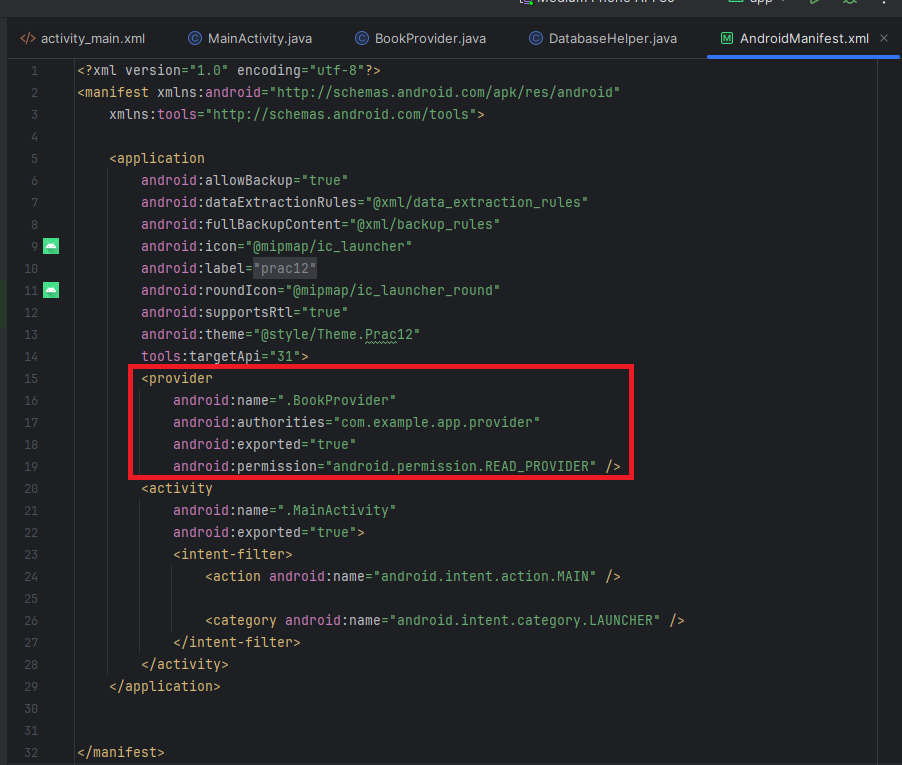 app
activity_main.xml MainActivity.java BookProvider.java DatabaseHelper.java AndroidManifest.xml
1 <?xml version="1.0" encoding="utf-8"?>
2 <manifest xmlns:android="http://schemas.android.com/apk/res/android"
3 xmlns:tools="http://schemas.android.com/tools">
4
5 <application
6 android:allowBackup="true"
7 android:dataExtractionRules="@xml/data_extraction_rules"
8 android:fullBackupContent="@xml/backup_rules"
9 android:icon="@mipmap/ic_launcher"
10 android:label="prac12"
11 android:roundIcon="@mipmap/ic_launcher_round"
12 android:supportsRtl="true"
13 android:theme="@style/Theme.Prac12"
14 tools:targetApi="31">
15 <provider
16 android:name=".BookProvider"
17 android:authorities="com.example.app.provider"
18 android:exported="true"
19 android:permission="android.permission.READ_PROVIDER" />
20 <activity
21 android:name=".MainActivity"
22 android:exported="true">
23 <intent-filter>
24 <action android:name="android.intent.action.MAIN" />
25
26 <category android:name="android.intent.category.LAUNCHER" />
27 </intent-filter>
28 </activity>
29 </application>
30
31
32 </manifest>